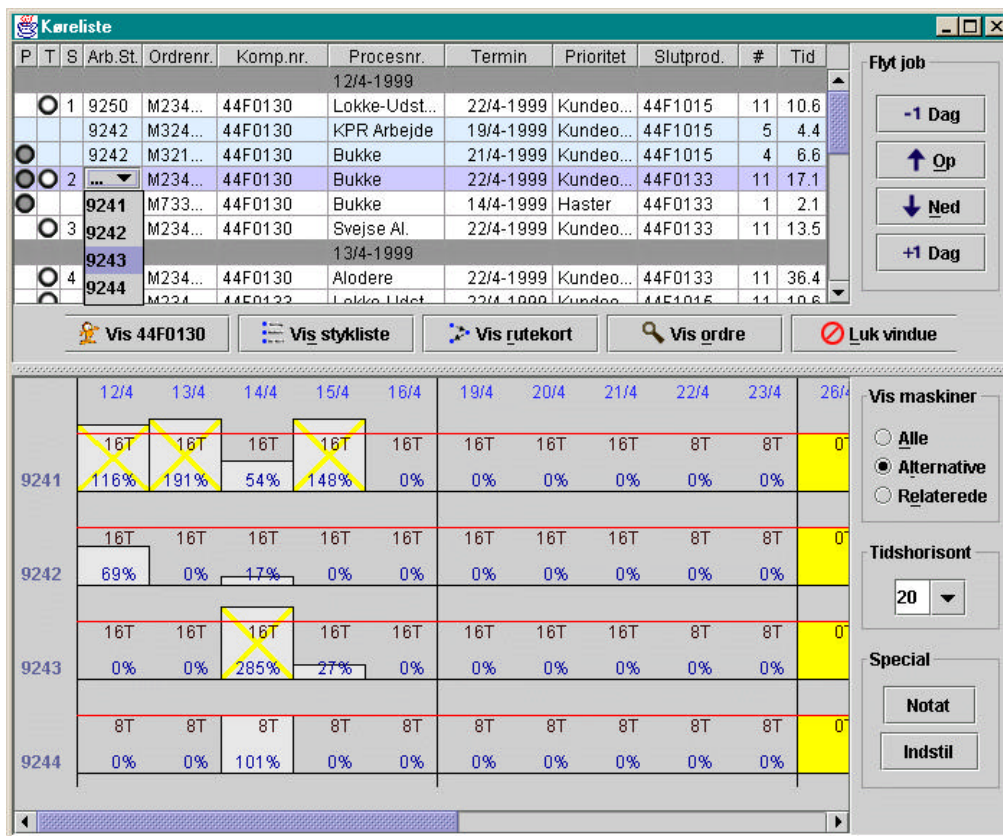 Køreliste
P T S Arb.St. Ordrenr. Komp.nr. Procesnr. Termin Prioritet Slutprod. # Tid
12/4-1999
1 9250 M234... 44F0130 Lokke-Udst... 22/4-1999 Kundeo... 44F1015 11 10.6
9242 M324... 44F0130 KPR Arbejde 19/4-1999 Kundeo... 44F1015 5 4.4
9242 M321... 44F0130 Bukke 21/4-1999 Kundeo... 44F1015 4 6.6
2 ... M234... 44F0130 Bukke 22/4-1999 Kundeo... 44F0133 11 17.1
M733... 44F0130 Bukke 14/4-1999 Haster 44F0133 1 2.1
3 M234... 44F0130 Svejse Al. 22/4-1999 Kundeo... 44F0133 11 13.5
13/4-1999
4 M234... 44F0130 Alodere 22/4-1999 Kundeo... 44F0133 11 36.4
9241
9242
9243
9244
Flyt job
-1 Dag
Op
Ned
+1 Dag
Vis 44F0130 Vis stykliste Vis rutekort Vis ordre Luk vindue
12/4 13/4 14/4 15/4 16/4 19/4 20/4 21/4 22/4 23/4 26/4
16T 16T 16T 16T 16T 16T 16T 16T 8T 8T 0T
9241 116% 191% 54% 148% 0% 0% 0% 0% 0% 0%
16T 16T 16T 16T 16T 16T 16T 16T 8T 8T 0T
9242 69% 0% 17% 0% 0% 0% 0% 0% 0% 0%
16T 16T 16T 16T 16T 16T 16T 16T 8T 8T 0T
9243 0% 0% 285% 27% 0% 0% 0% 0% 0% 0%
8T 8T 8T 8T 8T 8T 8T 8T 8T 8T 0T
9244 0% 0% 101% 0% 0% 0% 0% 0% 0% 0%
Vis maskiner
Alle
Alternative
Relaterede
Tidshorisont
20
Special
Notat
Indstil